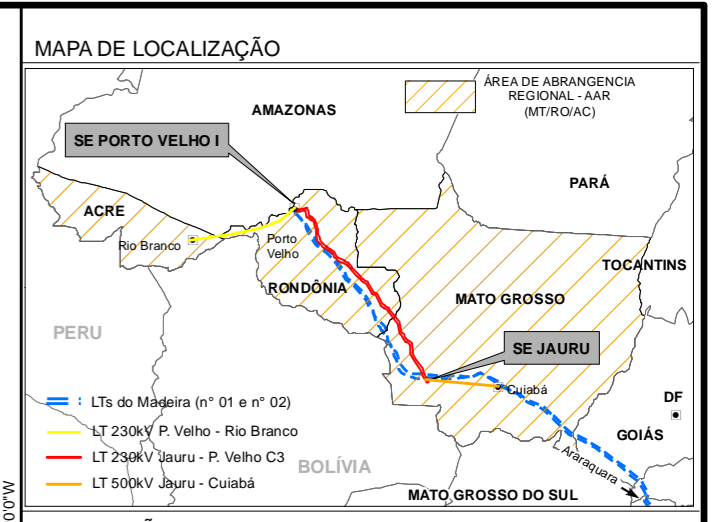 MAPA DE LOCALIZAÇÃO
ÁREA DE ABRANGENCIA
REGIONAL - AAR
(MT/RO/AC)
AMAZONAS
SE PORTO VELHO I
PARÁ
ACRE
Rio Branco
Porto
Velho
TOCANTINS
RONDÔNIA
MATO GROSSO
PERU
SE JAURU
Cuiabá
DF
LTs do Madeira (n° 01 e n° 02)
LT 230kV P. Velho - Rio Branco
GOIÁS
LT 230kV Jauru - P. Velho C3
Araraquara
BOLÍVIA
LT 500kV Jauru - Cuiabá
MATO GROSSO DO SUL
0'0"W